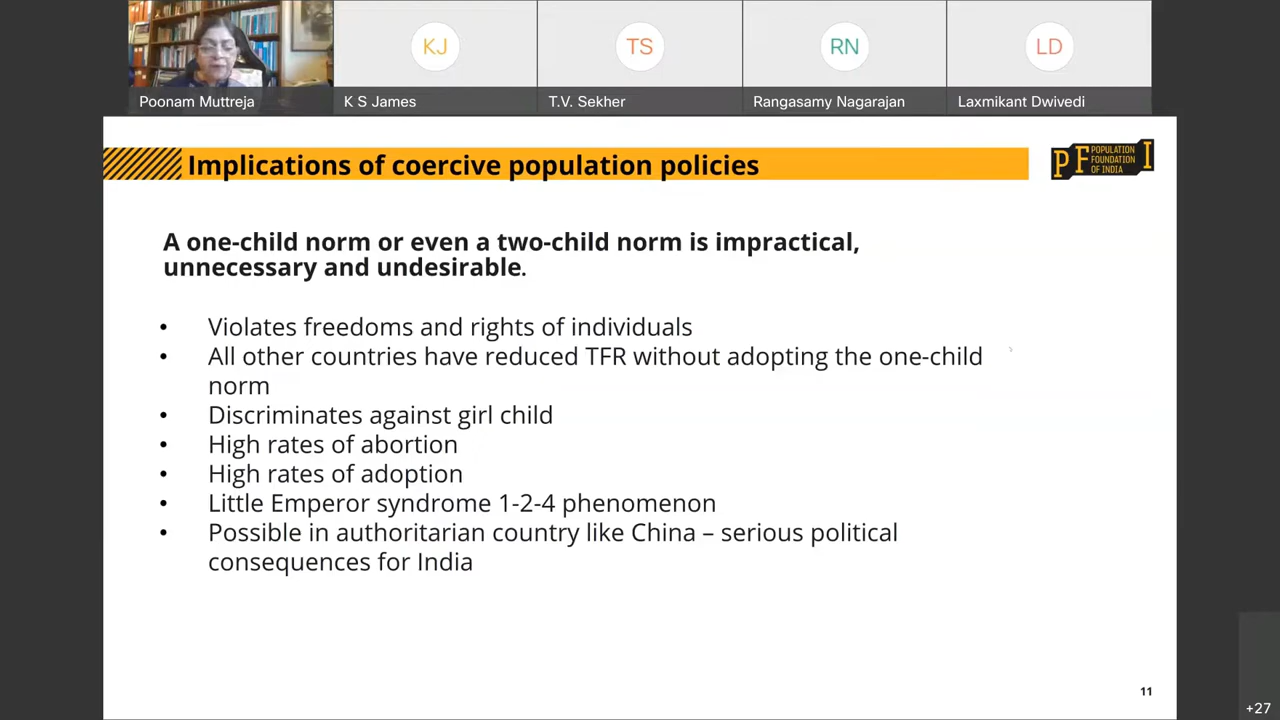 KJ
TS
RN
LD
Poonam Muttreja
K S James
T.V. Sekher
Rangasamy Nagarajan
Laxmikant Dwivedi
Implications of coercive population policies
PFI
POPULATION
FOUNDATION
OF INDIA
A one-child norm or even a two-child norm is impractical,
unnecessary and undesirable.
• Violates freedoms and rights of individuals
• All other countries have reduced TFR without adopting the one-child
norm
• Discriminates against girl child
• High rates of abortion
• High rates of adoption
• Little Emperor syndrome 1-2-4 phenomenon
• Possible in authoritarian country like China – serious political
consequences for India
11
+27